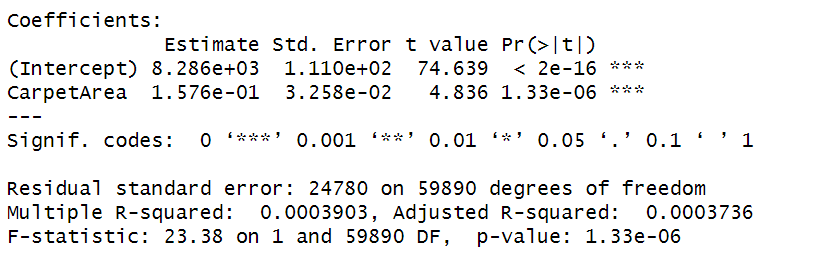 Coefficients:
             Estimate Std. Error t value Pr(>|t|)
(Intercept) 8.286e+03  1.110e+02  74.639  < 2e-16 ***
CarpetArea  1.576e-01  3.258e-02   4.836 1.33e-06 ***
---
Signif. codes:  0 ‘***’ 0.001 ‘**’ 0.01 ‘*’ 0.05 ‘.’ 0.1 ‘ ’ 1
Residual standard error: 24780 on 59890 degrees of freedom
Multiple R-squared:  0.0003903, Adjusted R-squared:  0.0003736
F-statistic: 23.38 on 1 and 59890 DF,  p-value: 1.33e-06